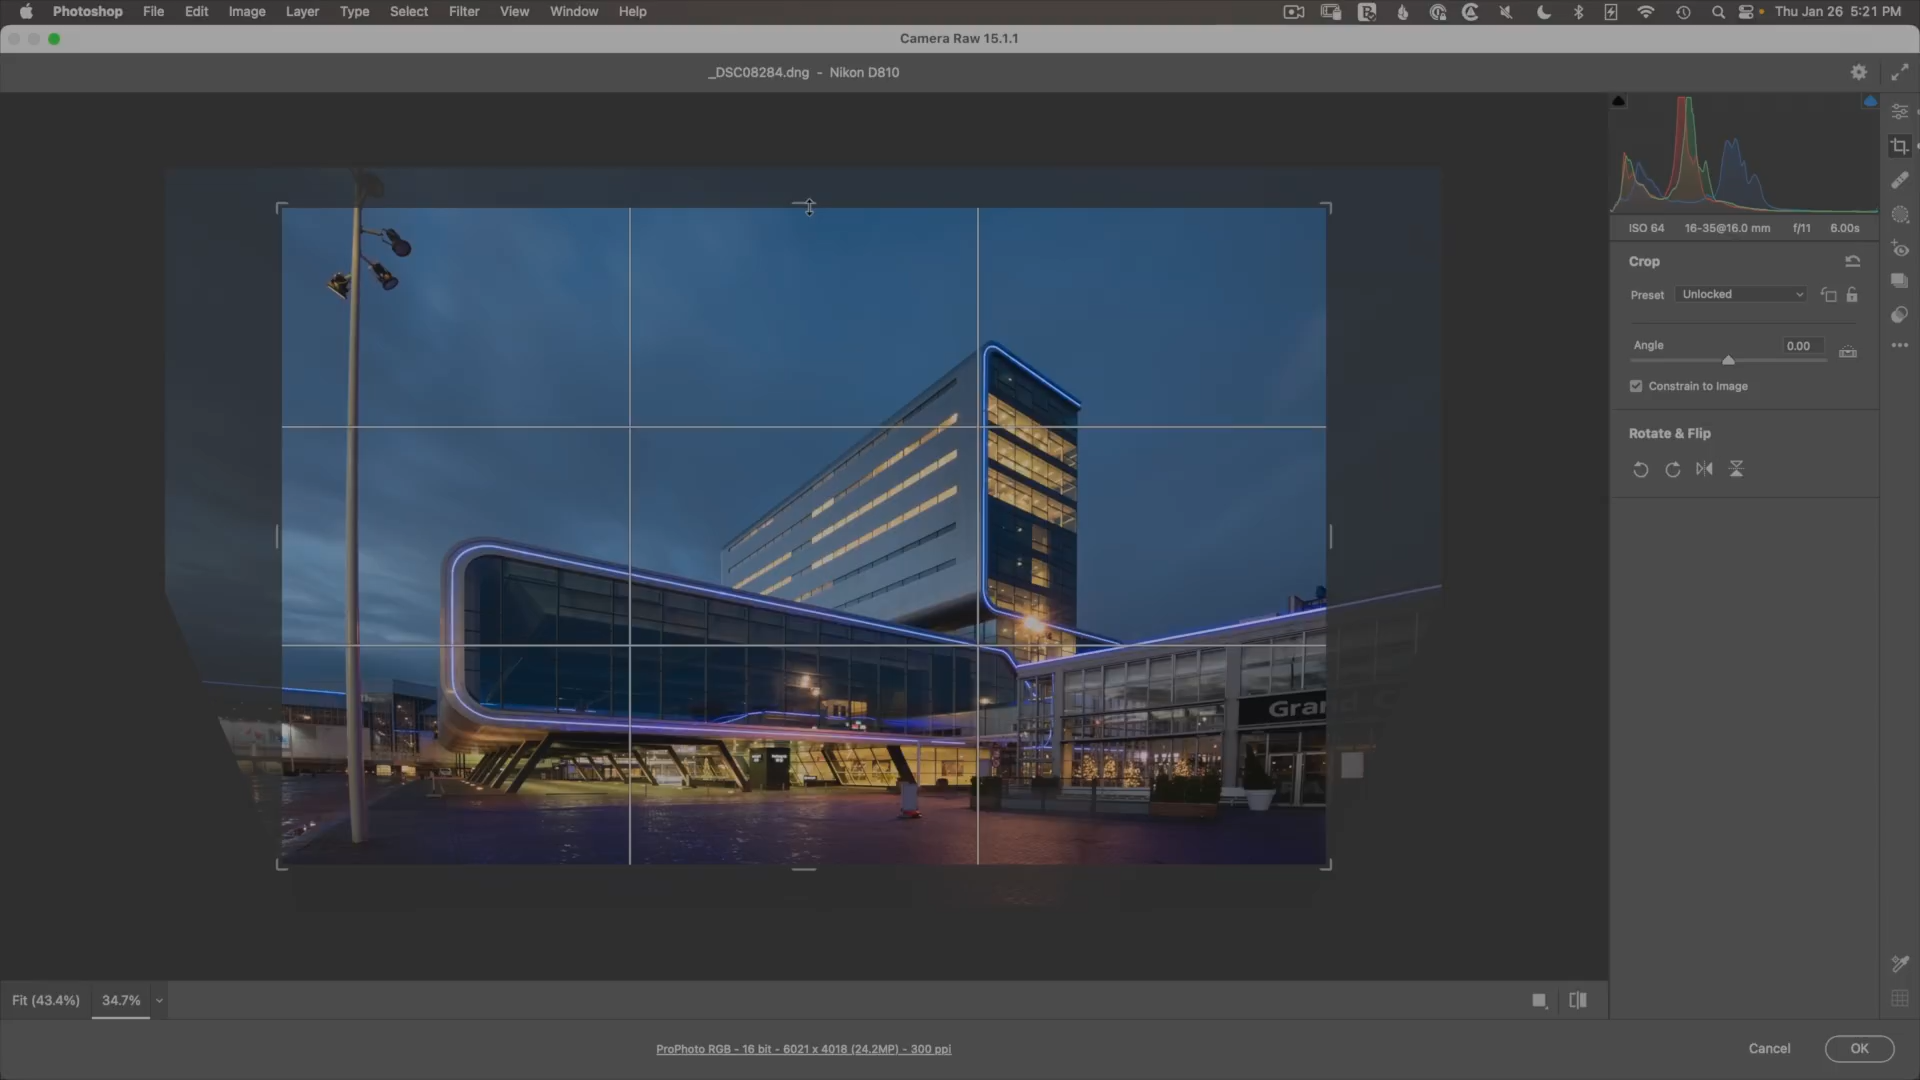 Photoshop File Edit Image Layer Type Select Filter View Window Help Thu Jan 26 5:21 PM
Camera Raw 15.1.1
_DSC08284.dng - Nikon D810
ISO 64 16-35@16.0 mm f/11 6.00s
Crop
Preset Unlocked
Angle 0.00
Constrain to Image
Rotate & Flip
Grand
Fit (43.4%) 34.7%
ProPhoto RGB - 16 bit - 6021 x 4018 (24.2MP) - 300 ppi
Cancel OK